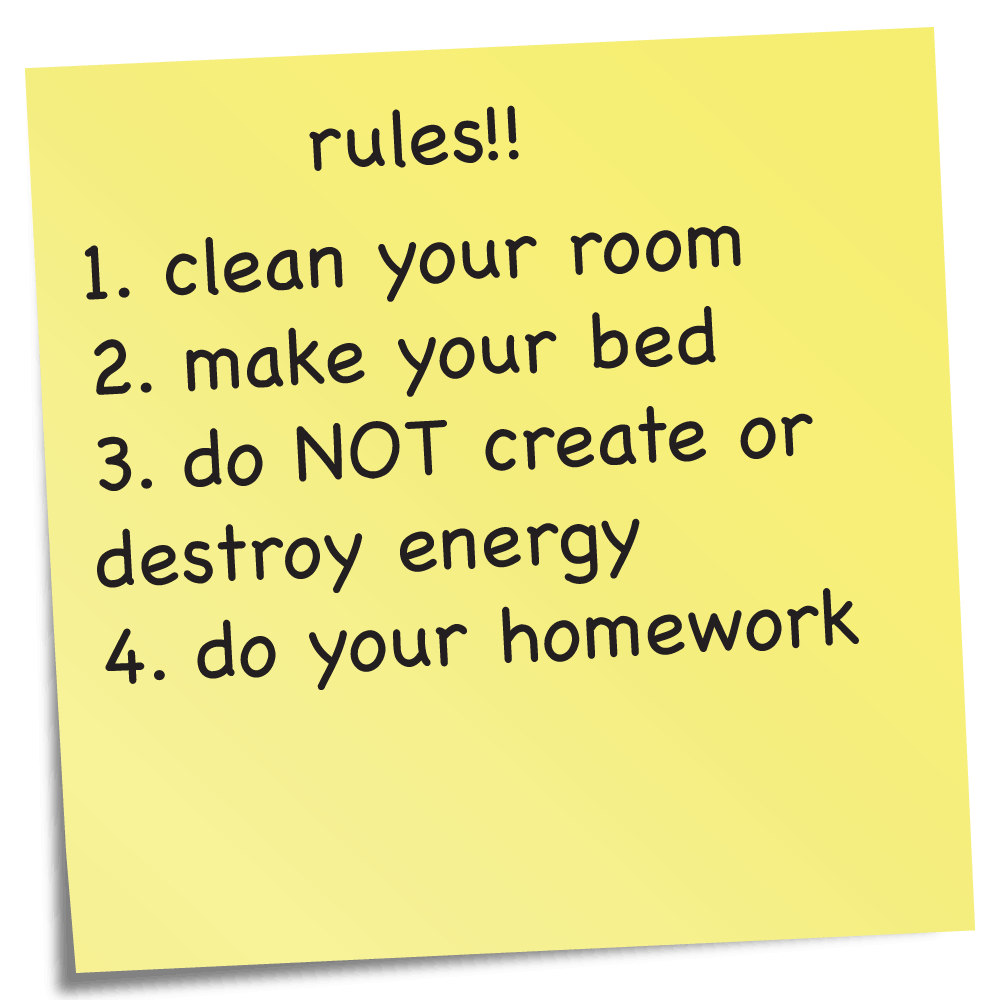 rules!!
1. clean your room
2. make your bed
3. do NOT create or
destroy energy
4. do your homework